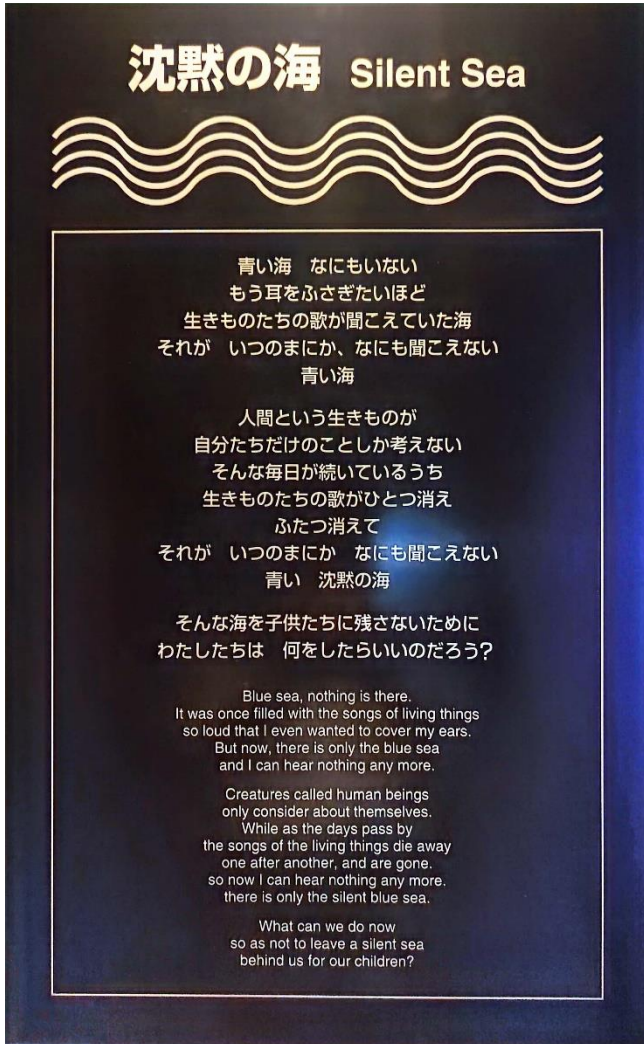 沈黙の海 Silent Sea
青い海　なにもいない
もう耳をふさぎたいほど
生きものたちの歌が聞こえていた海
それが　いつのまにか、なにも聞こえない
青い海
人間という生きものが
自分たちだけのことしか考えない
そんな毎日が続いているうち
生きものたちの歌がひとつ消え
ふたつ消えて
それが　いつのまにか　なにも聞こえない
青い　沈黙の海
そんな海を子供たちに残さないために
わたしたちは　何をしたらいいのだろう?
Blue sea, nothing is there.
It was once filled with the songs of living things
so loud that I even wanted to cover my ears.
But now, there is only the blue sea
and I can hear nothing any more.
Creatures called human beings
only consider about themselves.
While as the days pass by
the songs of the living things die away
one after another, and are gone.
so now I can hear nothing any more.
there is only the silent blue sea.
What can we do now
so as not to leave a silent sea
behind us for our children?